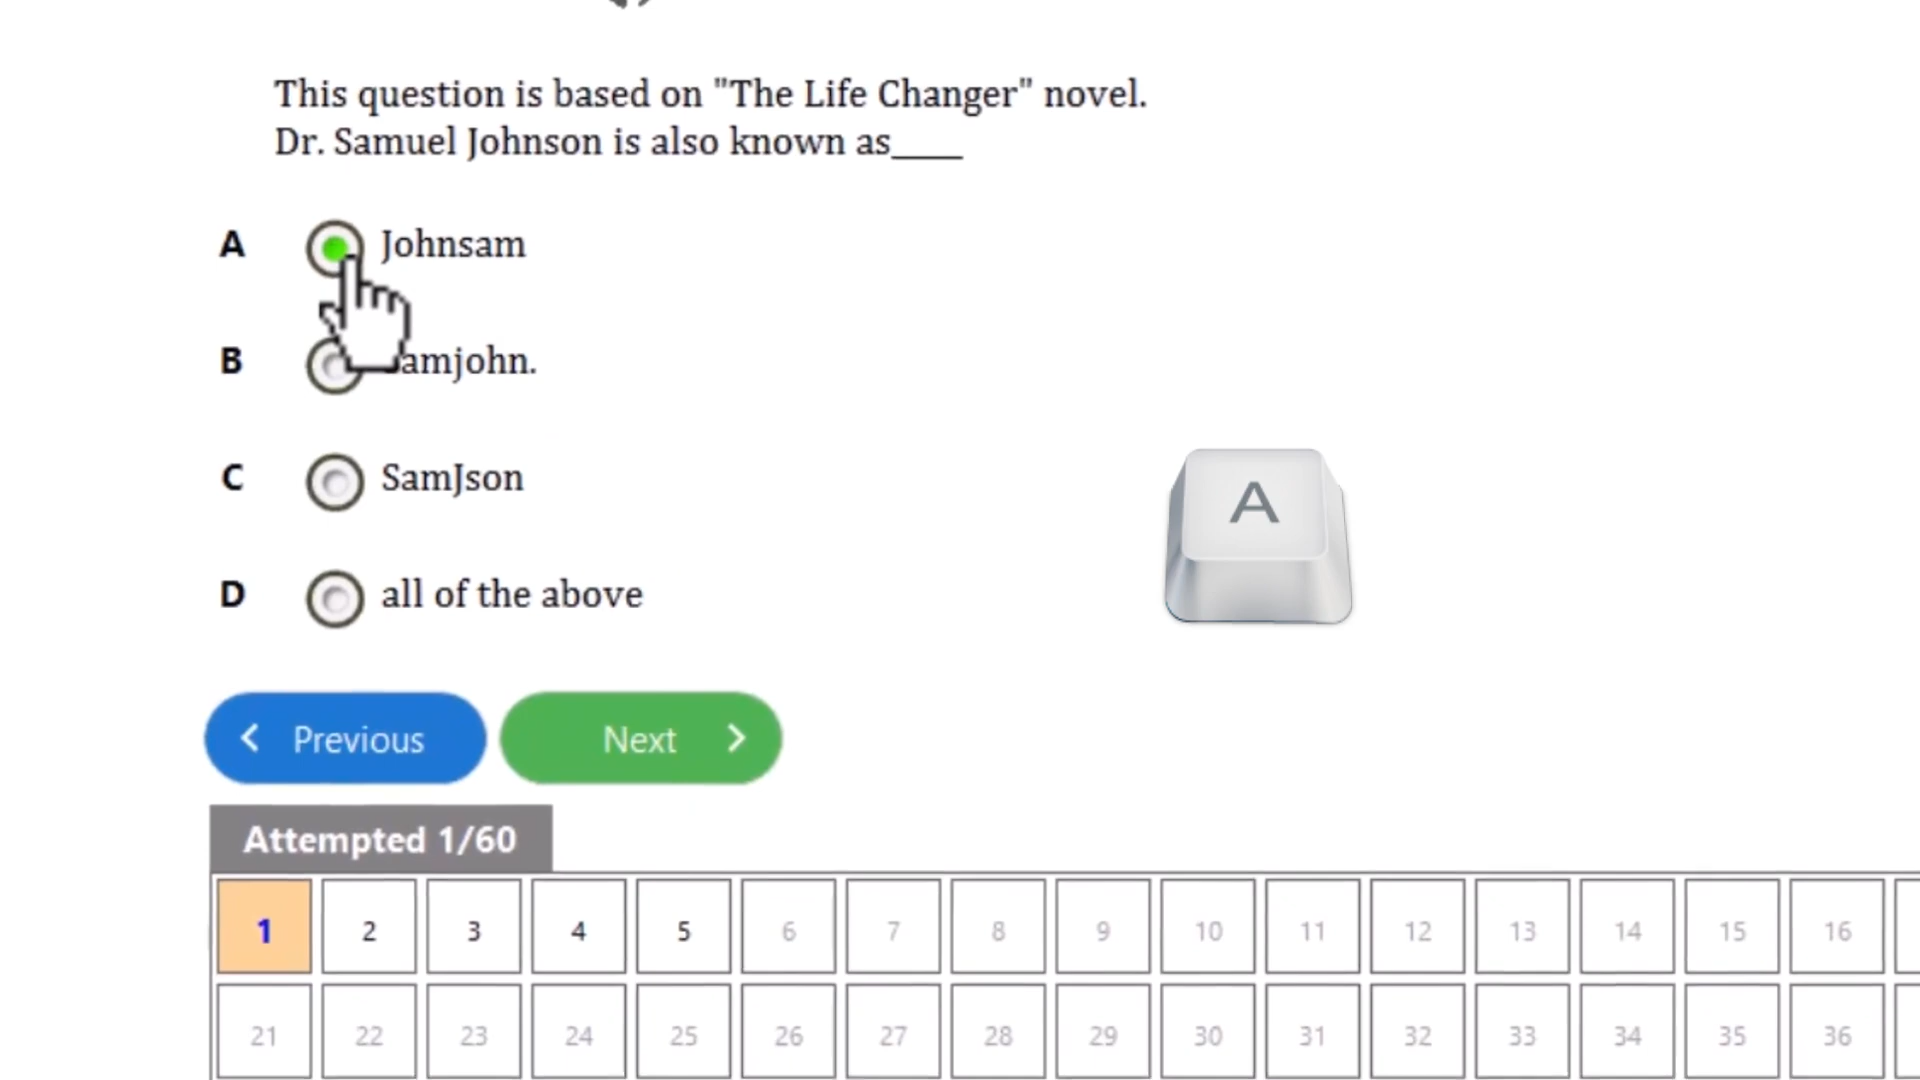 This question is based on "The Life Changer" novel.
Dr. Samuel Johnson is also known as____
A Johnsam
B amjohn.
C SamJson
D all of the above
A
Previous Next
Attempted 1/60
1 2 3 4 5 6 7 8 9 10 11 12 13 14 15 16
21 22 23 24 25 26 27 28 29 30 31 32 33 34 35 36